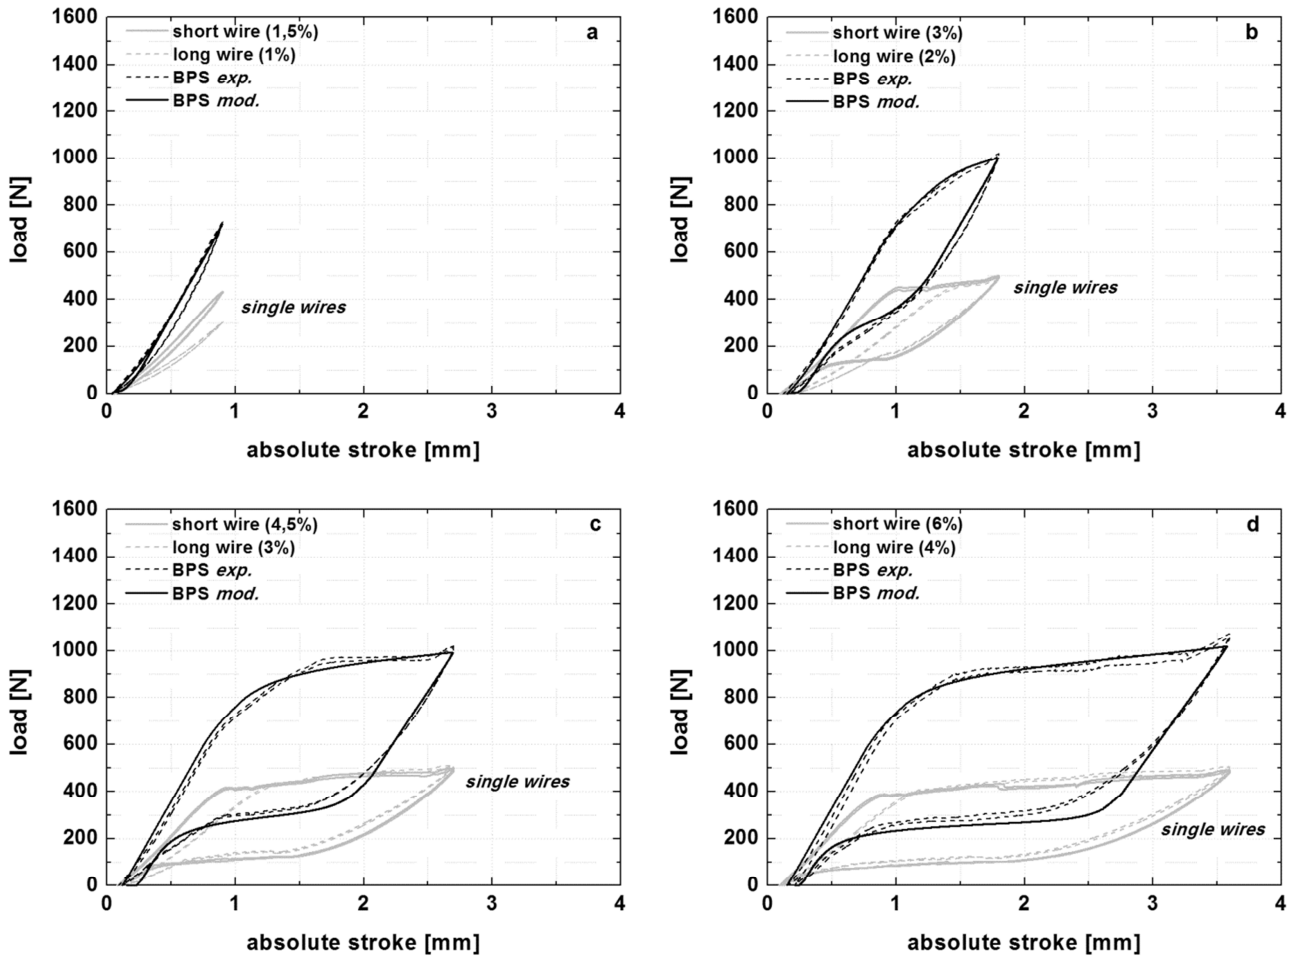 1600
1400
1200
1000
800
600
400
200
0
load [N]
short wire (1,5%)
long wire (1%)
BPS exp.
BPS mod.
a
single wires
0 1 2 3 4
absolute stroke [mm]
1600
1400
1200
1000
800
600
400
200
0
load [N]
short wire (3%)
long wire (2%)
BPS exp.
BPS mod.
b
single wires
0 1 2 3 4
absolute stroke [mm]
1600
1400
1200
1000
800
600
400
200
0
load [N]
short wire (4,5%)
long wire (3%)
BPS exp.
BPS mod.
c
single wires
0 1 2 3 4
absolute stroke [mm]
1600
1400
1200
1000
800
600
400
200
0
load [N]
short wire (6%)
long wire (4%)
BPS exp.
BPS mod.
d
single wires
0 1 2 3 4
absolute stroke [mm]